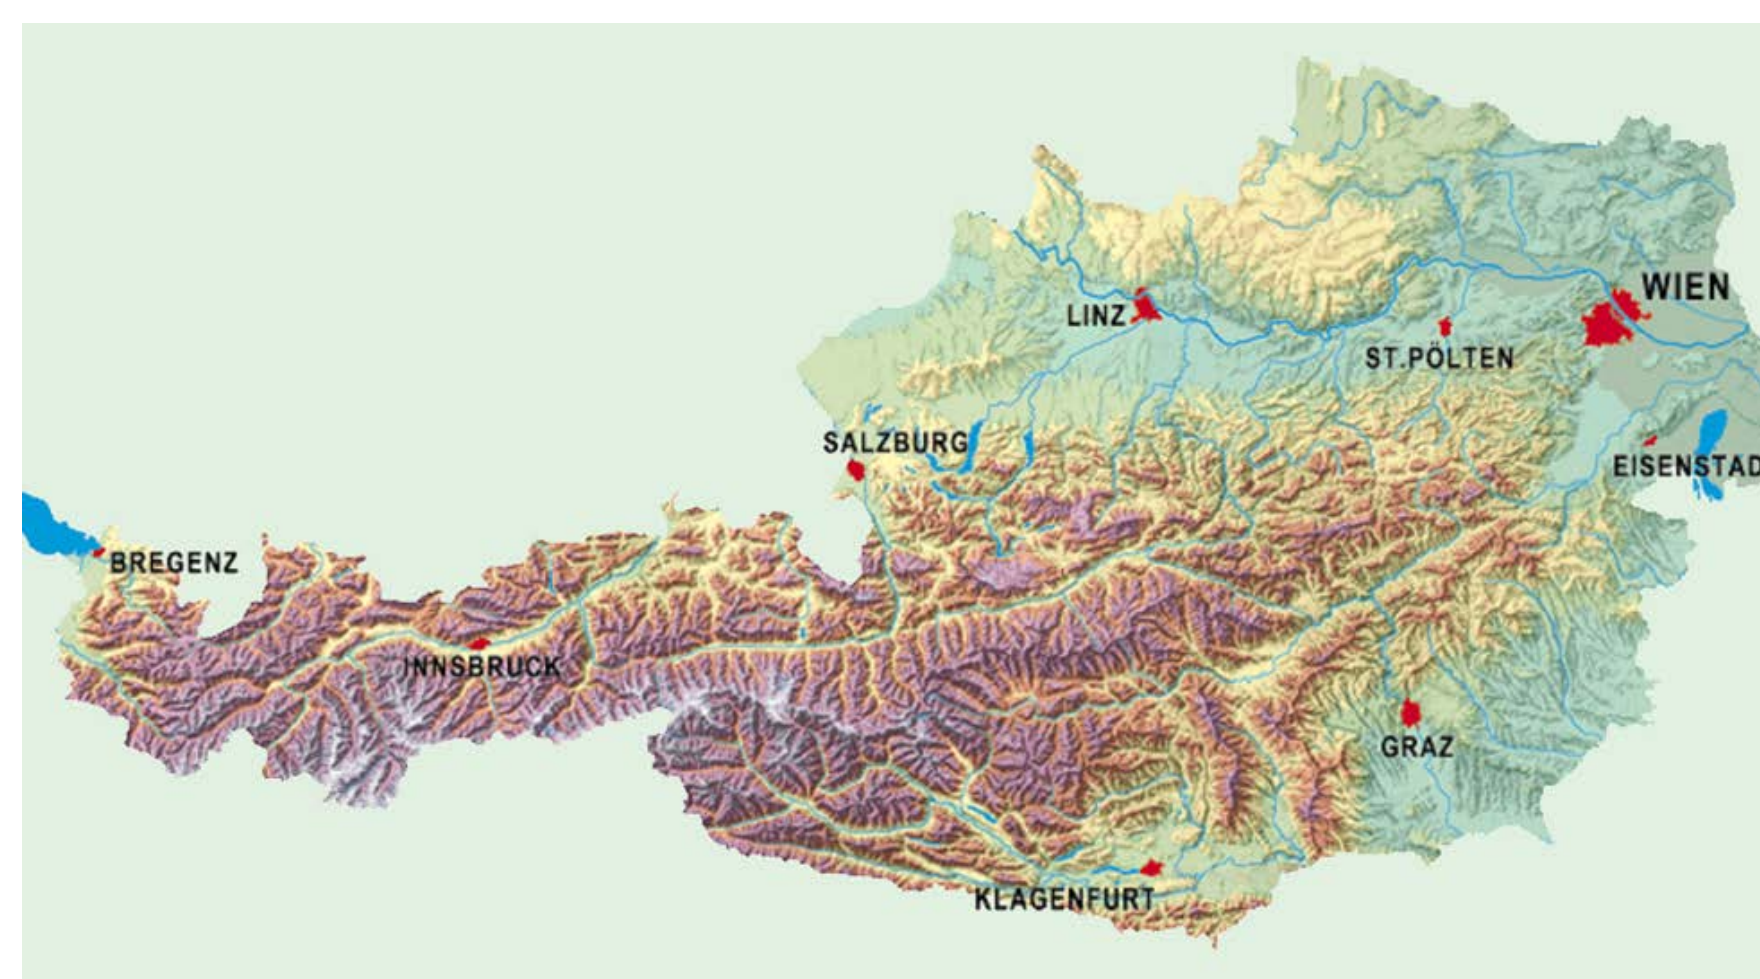 WIEN
LINZ
ST.PÖLTEN
SALZBURG
EISENSTAD
BREGENZ
INNSBRUCK
GRAZ
KLAGENFURT